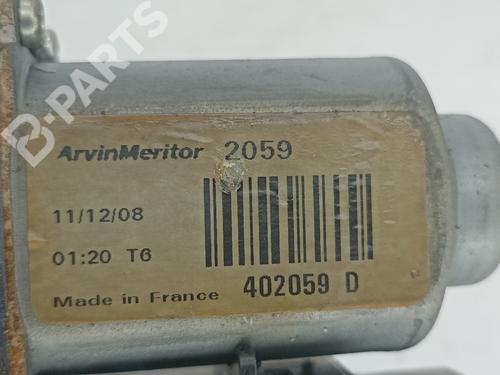 B-PARTS
ArvinMeritor 2059
11/12/08
01:20 T6
402059 D
Made in France